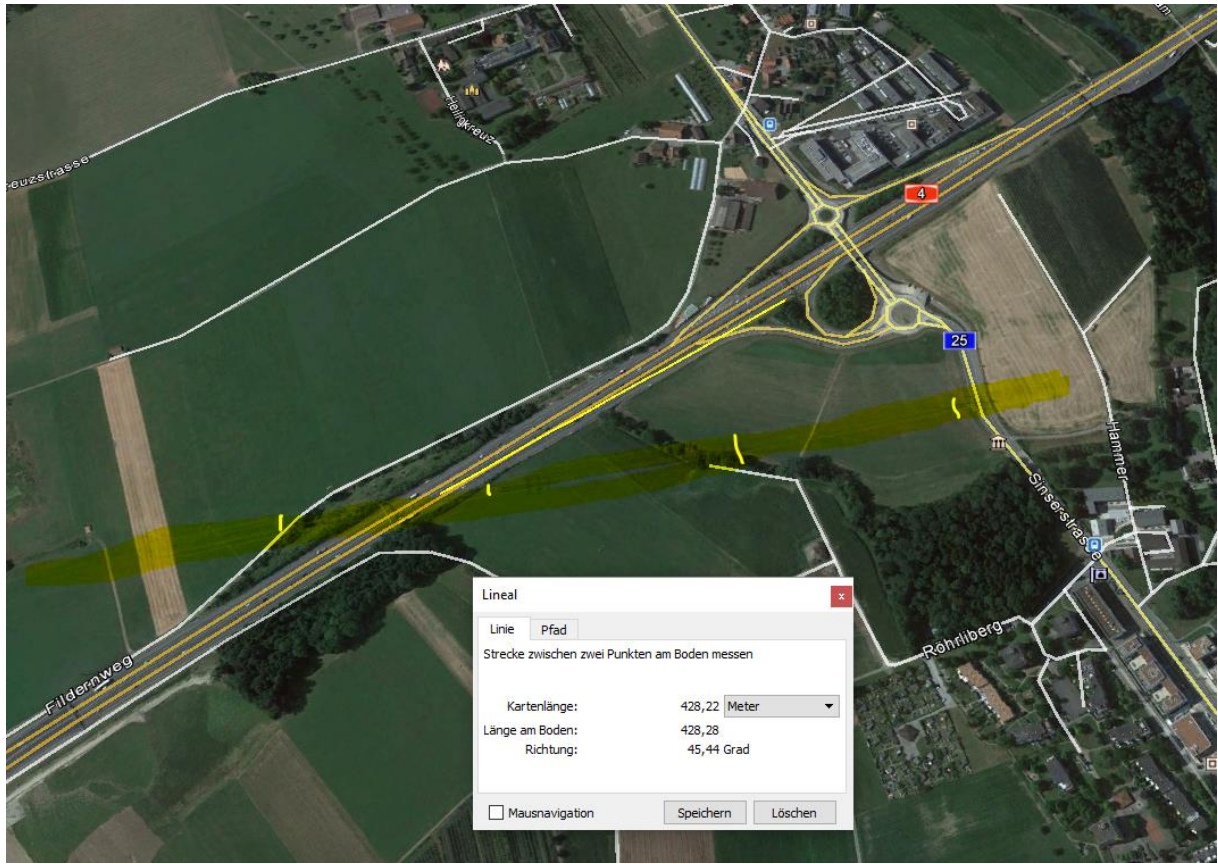 Heiligkreuz
reuzstrasse
4
25
Hammer
Sinserstrasse
Röhrliberg
Fildernweg
Lineal
x
Linie
Pfad
Strecke zwischen zwei Punkten am Boden messen
Kartenlänge:
428,22
Meter
Länge am Boden:
428,28
Richtung:
45,44 Grad
Mausnavigation
Speichern
Löschen